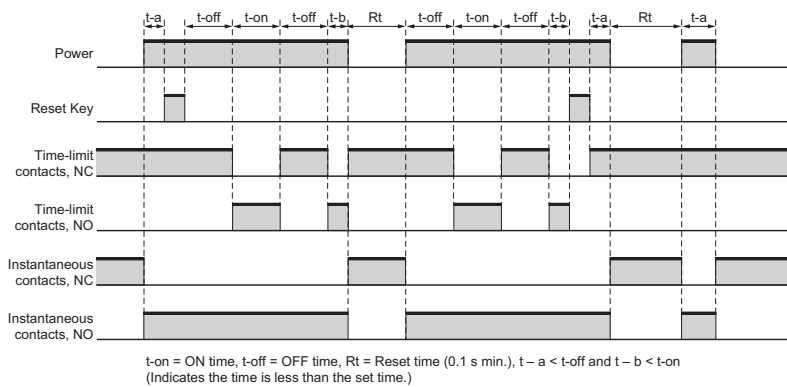 t-a t-off t-on t-off t-b Rt t-off t-on t-off t-b t-a Rt t-a
Power
Reset Key
Time-limit
contacts, NC
Time-limit
contacts, NO
Instantaneous
contacts, NC
Instantaneous
contacts, NO
t-on = ON time, t-off = OFF time, Rt = Reset time (0.1 s min.), t – a < t-off and t – b < t-on
(Indicates the time is less than the set time.)